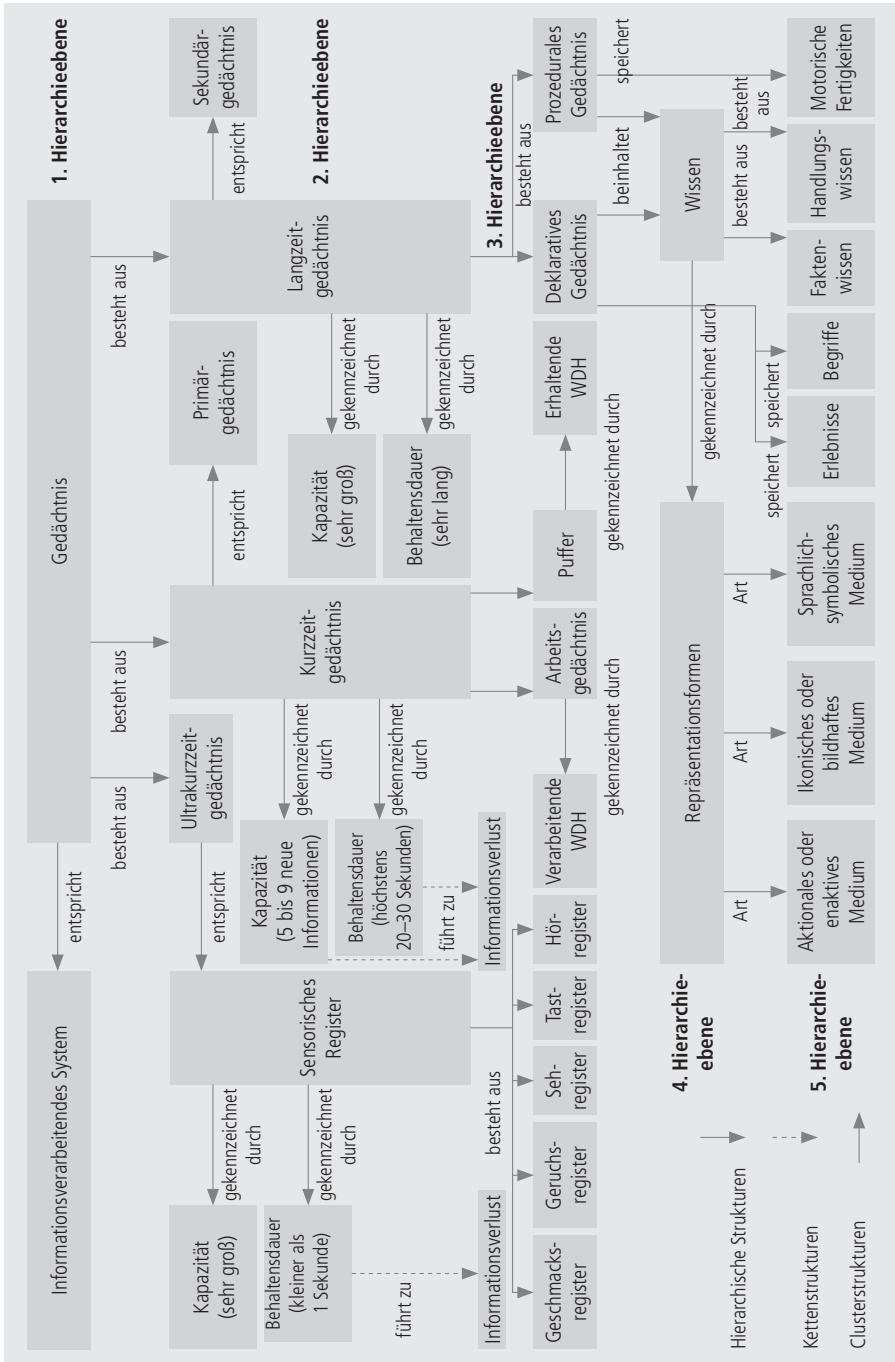 1. Hierarchieebene
Gedächtnis
entspricht
Informationsverarbeitendes System
besteht aus
besteht aus
besteht aus
2. Hierarchieebene
Ultrakurzzeit-
gedächtnis
entspricht
Sensorisches
Register
gekennzeichnet
durch
Kapazität
(sehr groß)
gekennzeichnet
durch
Behaltensdauer
(kleiner als
1 Sekunde)
führt zu
Informationsverlust
Kurzzeit-
gedächtnis
entspricht
Primär-
gedächtnis
gekennzeichnet
durch
Kapazität
(5 bis 9 neue
Informationen)
gekennzeichnet
durch
Behaltensdauer
(höchstens
20–30 Sekunden)
führt zu
Informationsverlust
Langzeit-
gedächtnis
entspricht
Sekundär-
gedächtnis
gekennzeichnet
durch
Kapazität
(sehr groß)
gekennzeichnet
durch
Behaltensdauer
(sehr lang)
3. Hierarchieebene
besteht aus
Geschmacks-
register
Geruchs-
register
Seh-
register
Tast-
register
Hör-
register
Verarbeitende
WDH
gekennzeichnet durch
Arbeits-
gedächtnis
Puffer
gekennzeichnet durch
Erhaltende
WDH
besteht aus
Deklaratives
Gedächtnis
Prozedurales
Gedächtnis
beinhaltet
speichert
4. Hierarchie-
ebene
Repräsentationsformen
gekennzeichnet durch
Wissen
Art
Art
Art
speichert
speichert
besteht aus
besteht
aus
5. Hierarchie-
ebene
Aktionales oder
enaktives
Medium
Ikonisches oder
bildhaftes
Medium
Sprachlich-
symbolisches
Medium
Erlebnisse
Begriffe
Fakten-
wissen
Handlungs-
wissen
Motorische
Fertigkeiten
Hierarchische Strukturen
Kettenstrukturen
Clusterstrukturen